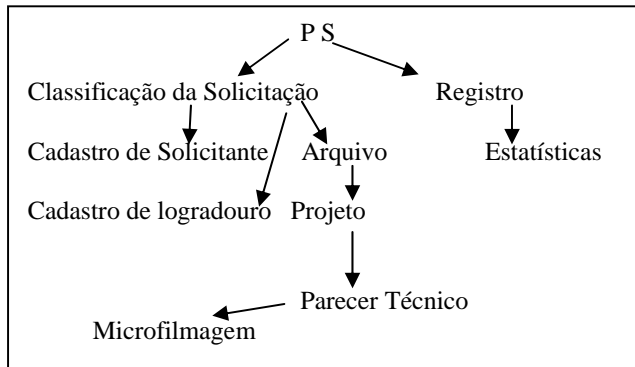 P S
Classificação da Solicitação Registro
Cadastro de Solicitante Arquivo Estatísticas
Cadastro de logradouro Projeto
Parecer Técnico
Microfilmagem